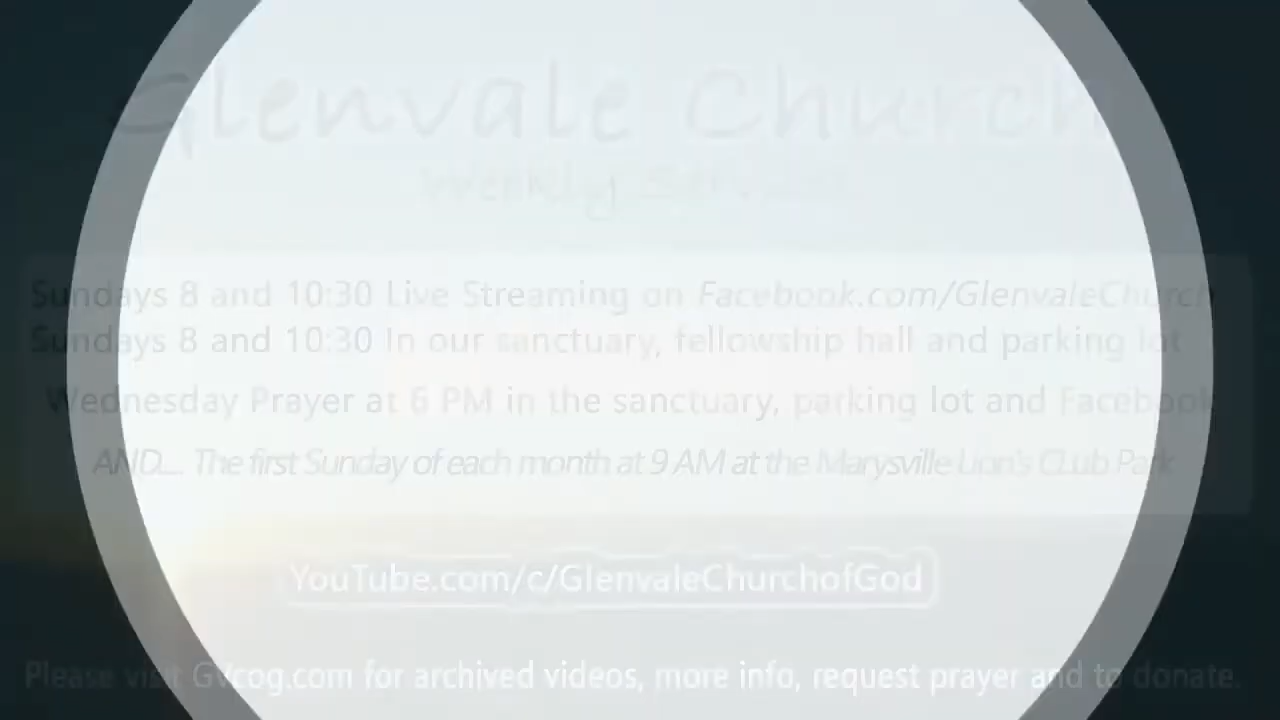 Glenvale Church
Weekly
Sundays 8 and 10:30 Live Streaming on Facebook.com/GlenvaleChurch
Sundays 8 and 10:30 In our sanctuary, fellowship hall and parking lot
Wednesday Prayer at 6 PM in the sanctuary, parking lot and Facebook
AND.... The first Sunday of each month at 9 AM at the Marysville Lion's Club Park
YouTube.com/c/GlenvaleChurchofGod
Please visit GVcog.com for archived videos, more info, request prayer and to donate.